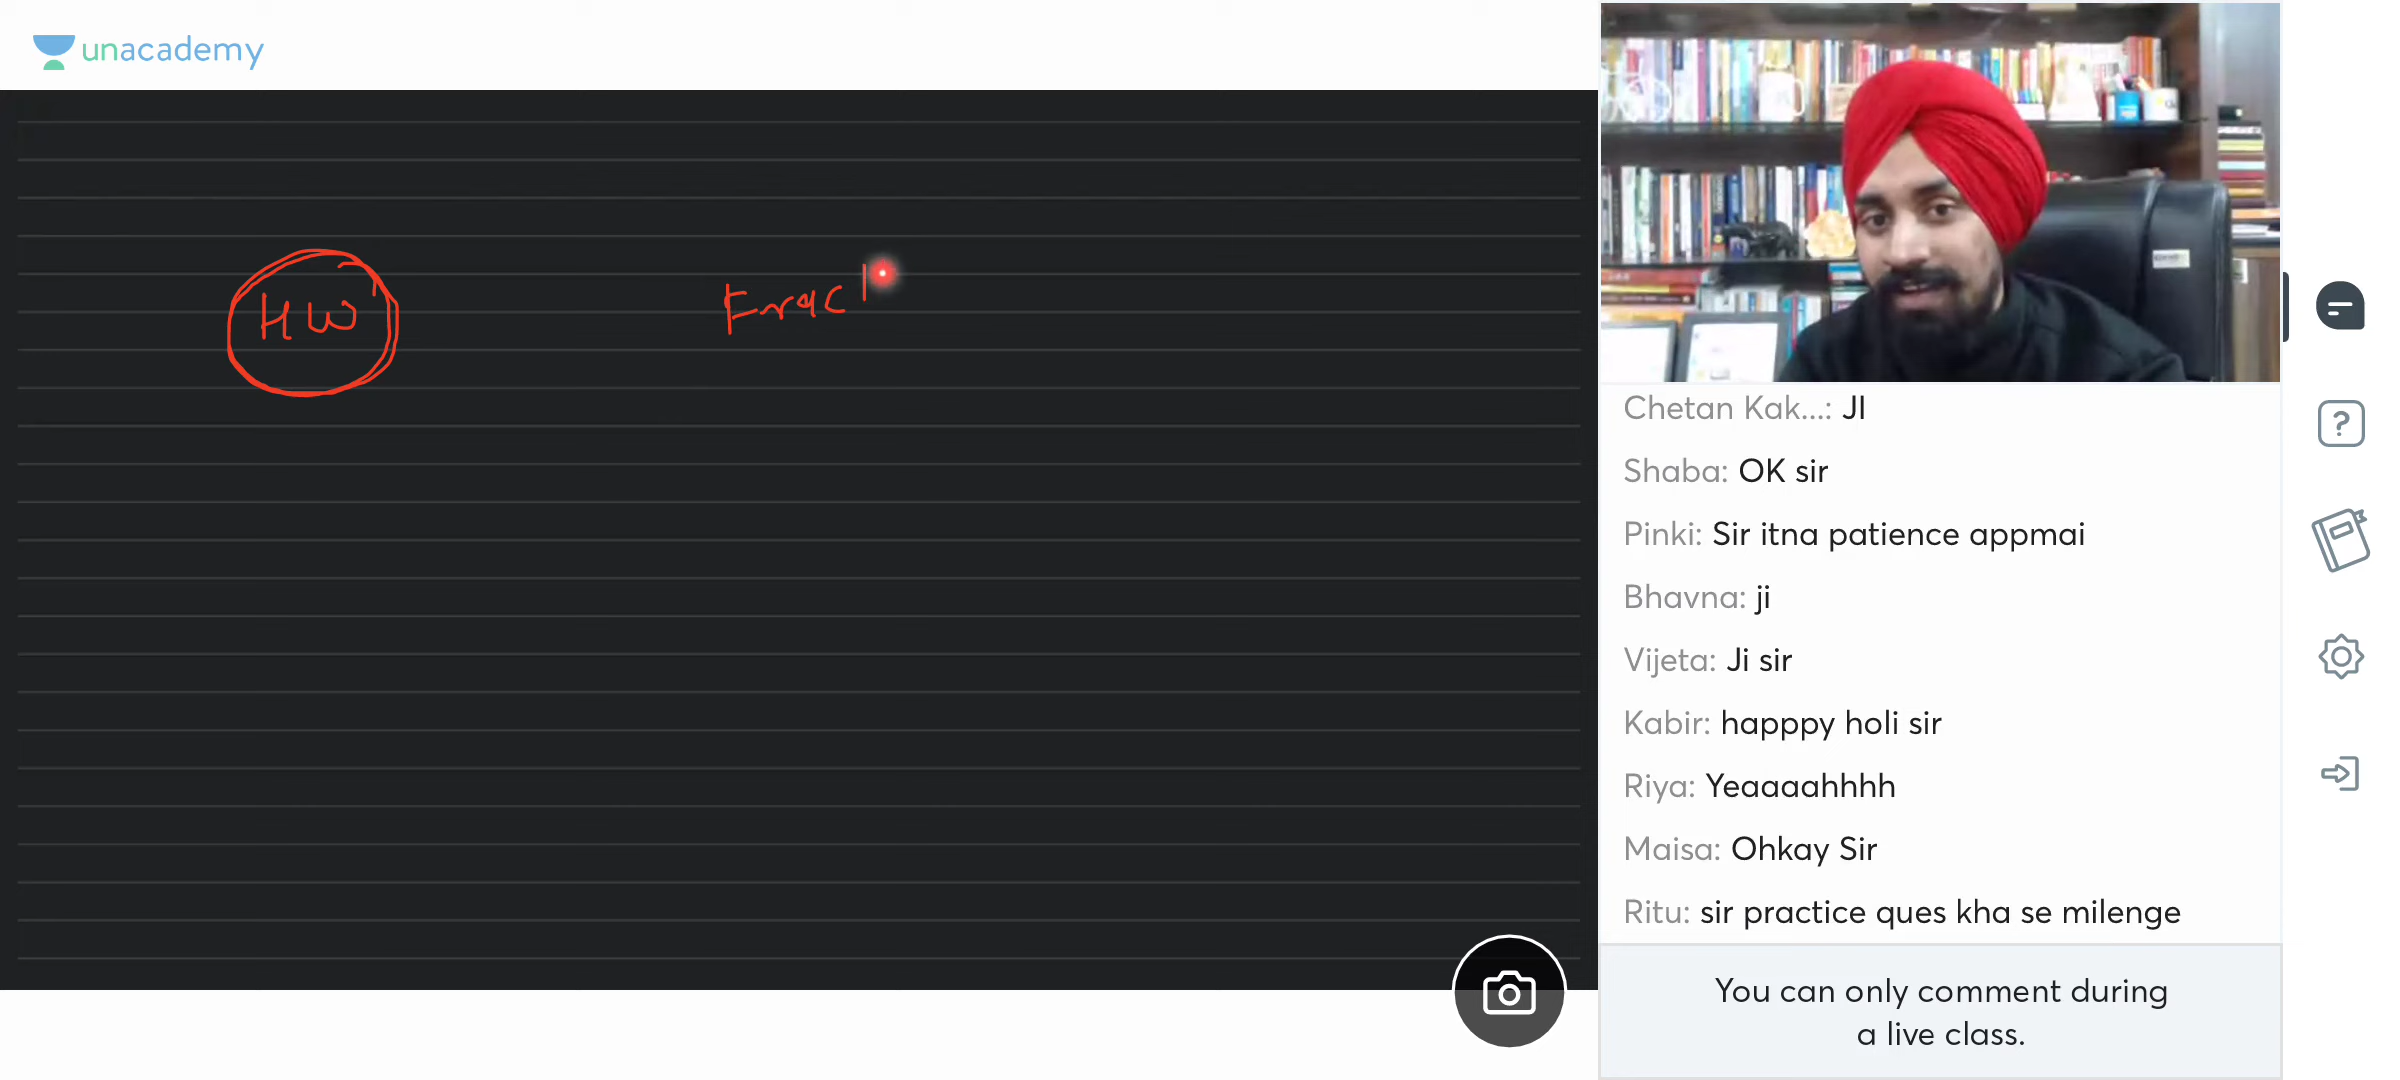 unacademy
HW
Frac
Chetan Kak...: JI
Shaba: OK sir
Pinki: Sir itna patience appmai
Bhavna: ji
Vijeta: Ji sir
Kabir: happpy holi sir
Riya: Yeaaaahhhh
Maisa: Ohkay Sir
Ritu: sir practice ques kha se milenge
You can only comment during
a live class.